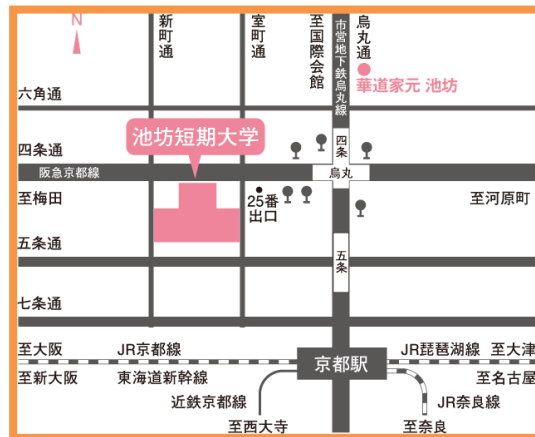 N
新町通
室町通
至国際会館
市営地下鉄烏丸線
烏丸通
華道家元 池坊
六角通
池坊短期大学
四条通
四条
阪急京都線
烏丸
至梅田
25番
出口
至河原町
五条通
五条
七条通
至大阪
JR京都線
京都駅
JR琵琶湖線
至大津
至新大阪
東海道新幹線
至名古屋
近鉄京都線
JR奈良線
至西大寺
至奈良